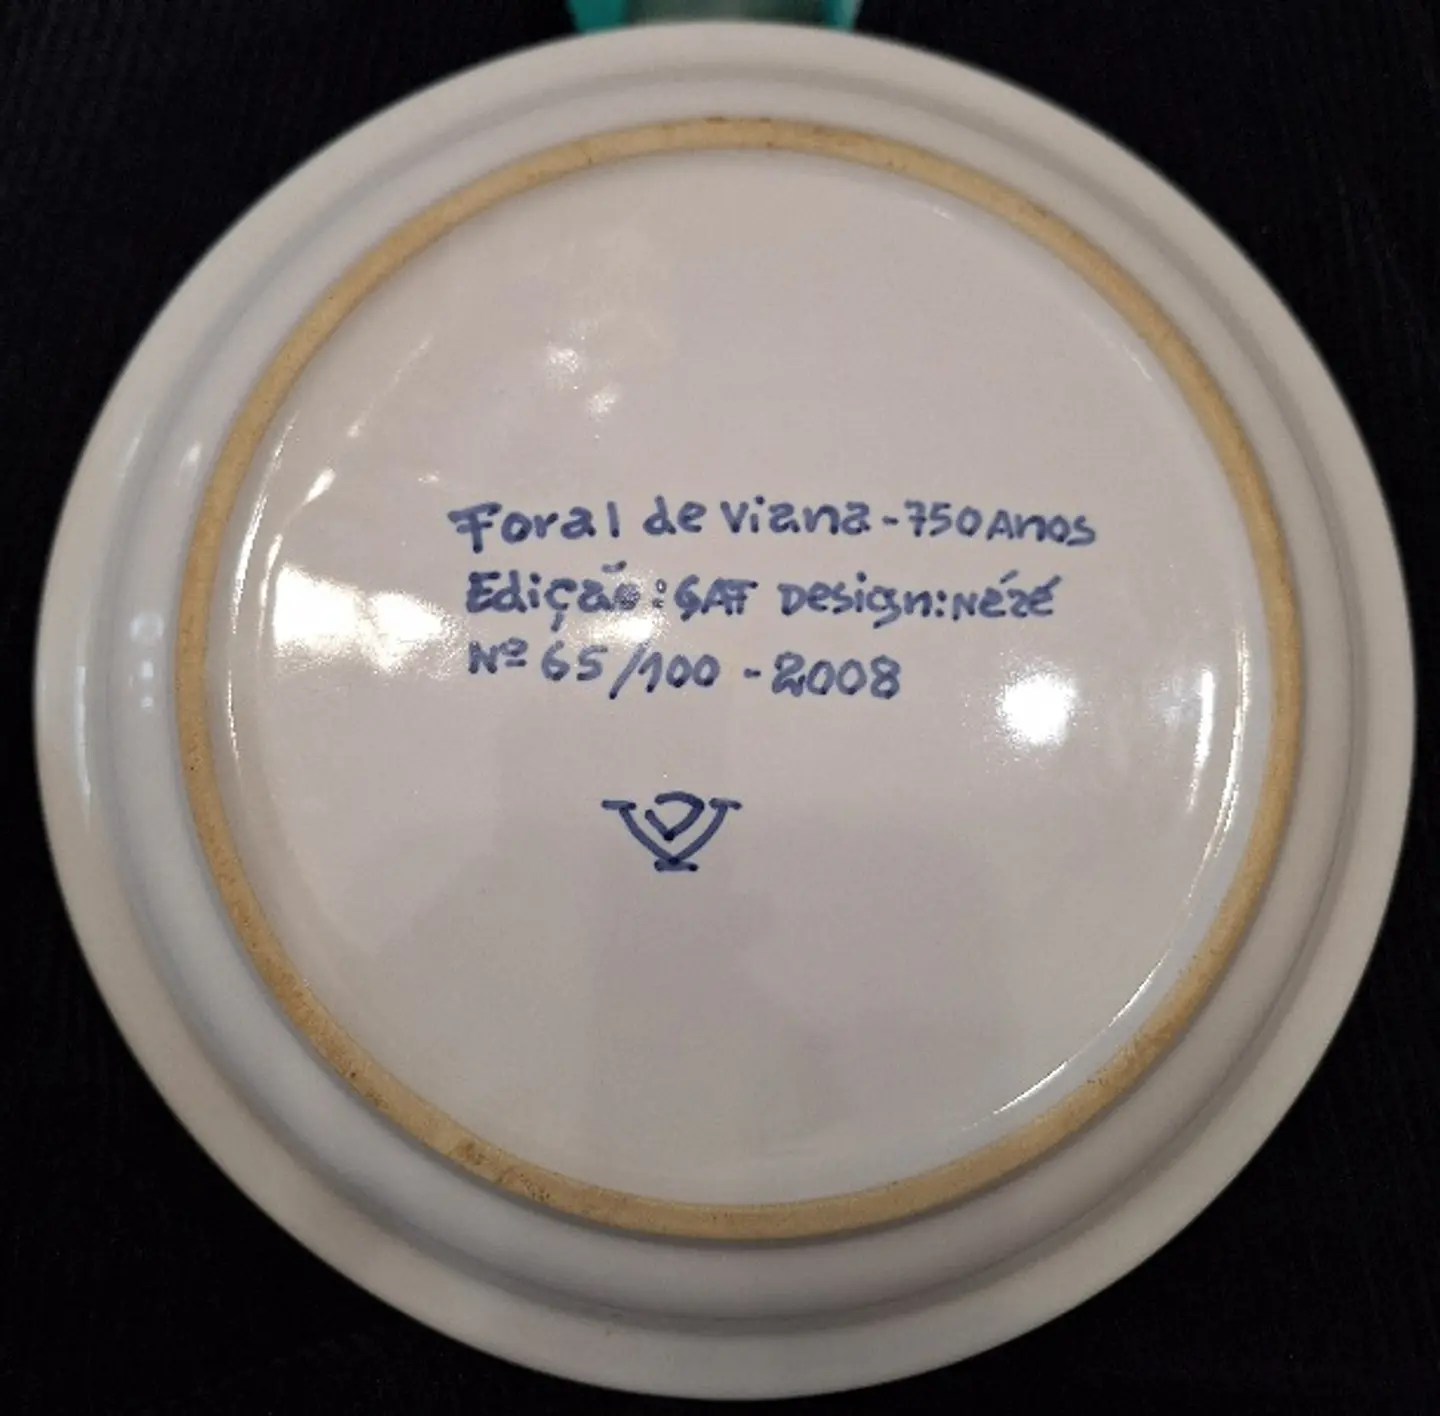 Foral de Viana - 750 Anos
Edição: GAF Design: Nézé
Nº 65/100 - 2008